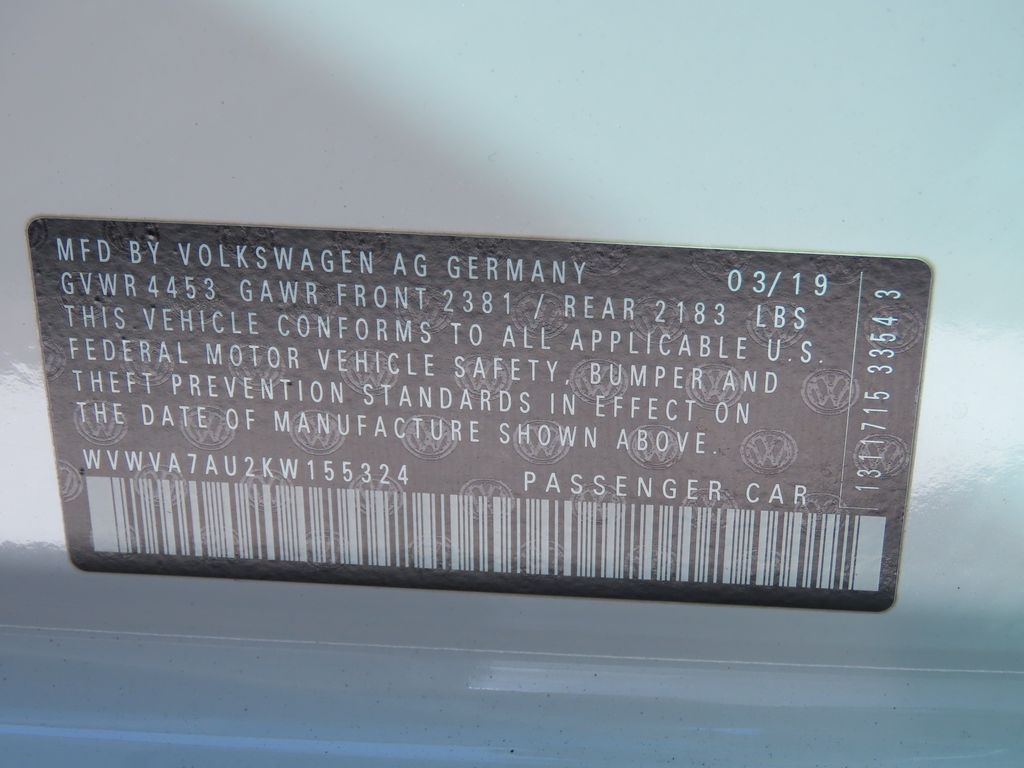 MFD BY VOLKSWAGEN AG GERMANY 03/19
GVWR 4453 GAWR FRONT 2381 / REAR 2183 LBS
THIS VEHICLE CONFORMS TO ALL APPLICABLE U.S.
FEDERAL MOTOR VEHICLE SAFETY, BUMPER AND
THEFT PREVENTION STANDARDS IN EFFECT ON
THE DATE OF MANUFACTURE SHOWN ABOVE.
WVWVA7AU2KW155324 PASSENGER CAR
1311715 33543